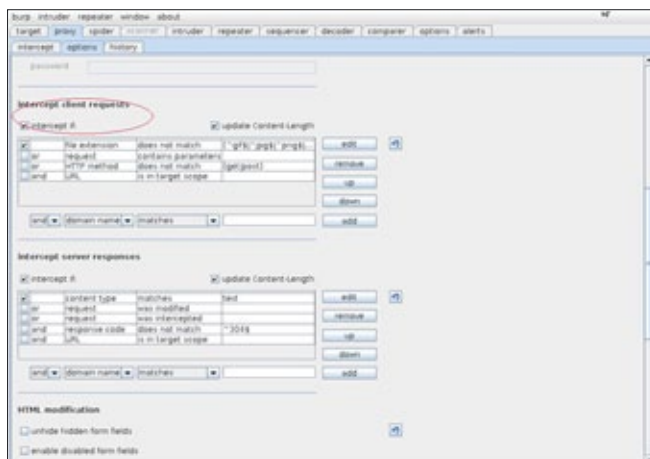 burp intruder repeater window about
target proxy spider scanner intruder repeater sequencer decoder comparer options alerts
intercept options history
password
intercept client requests
intercept if update Content-Length
file extension does not match (^gif$|^jpg$|^png$|
or request contains parameters
or HTTP method does not match (get|post)
and URL is in target scope
edit
remove
up
down
and domain name matches add
intercept server responses
intercept if update Content-Length
content type matches text
or request was modified
or request was intercepted
and response code does not match ^304$
and URL is in target scope
edit
remove
up
down
and domain name matches add
HTML modification
unhide hidden form fields
enable disabled form fields